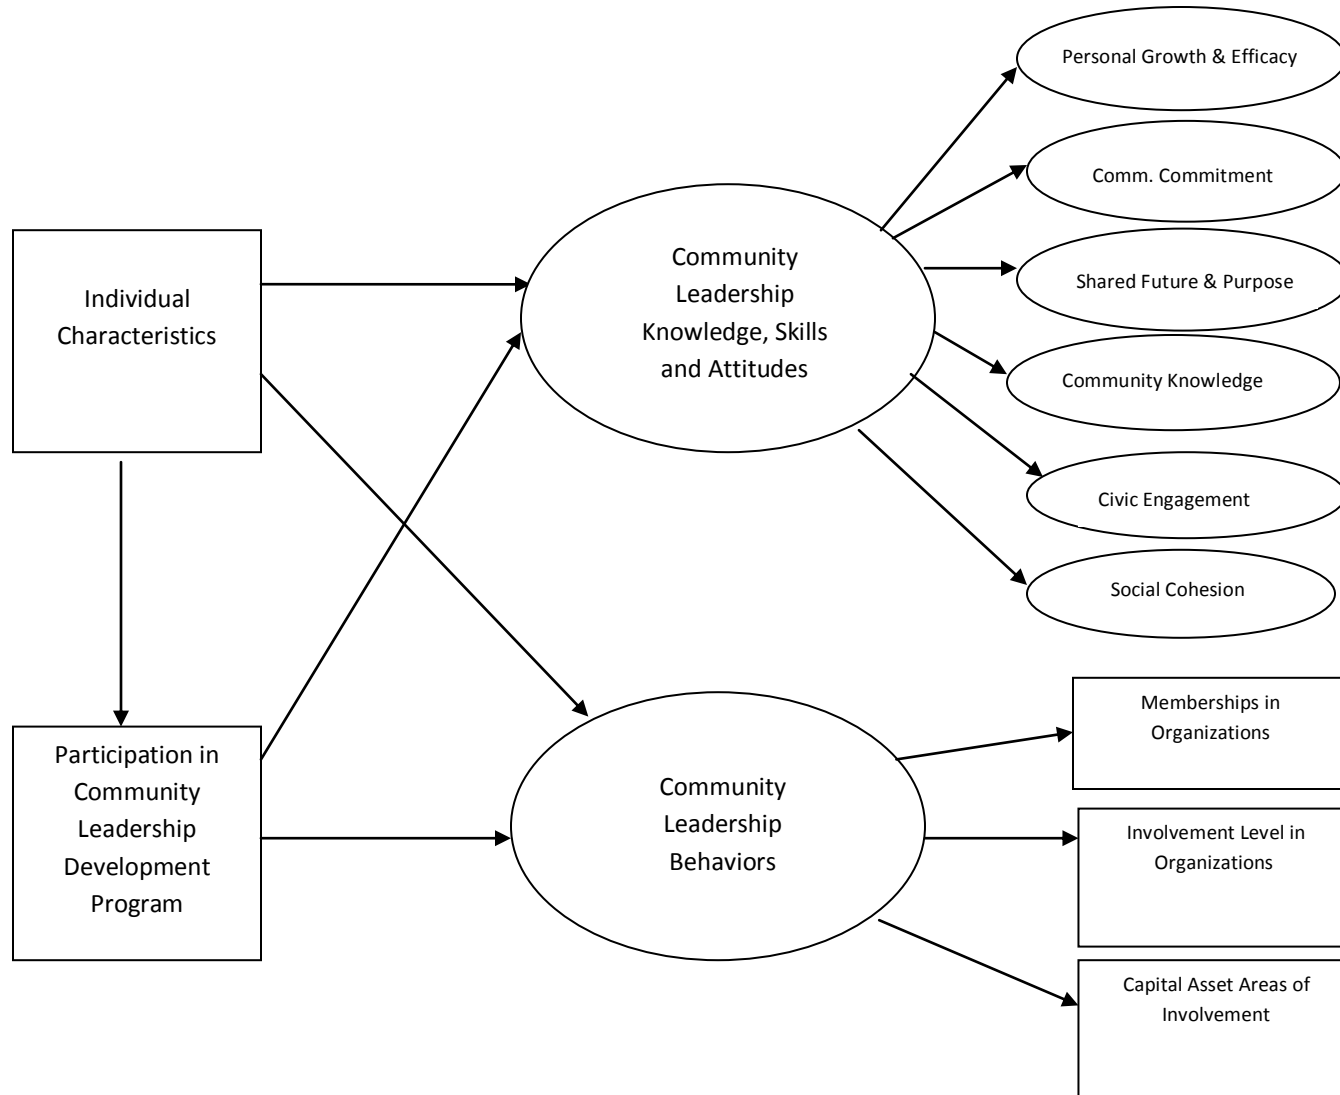 Personal Growth & Efficacy
Comm. Commitment
Shared Future & Purpose
Community Knowledge
Civic Engagement
Social Cohesion
Individual
Characteristics
Community
Leadership
Knowledge, Skills
and Attitudes
Participation in
Community
Leadership
Development
Program
Community
Leadership
Behaviors
Memberships in
Organizations
Involvement Level in
Organizations
Capital Asset Areas of
Involvement